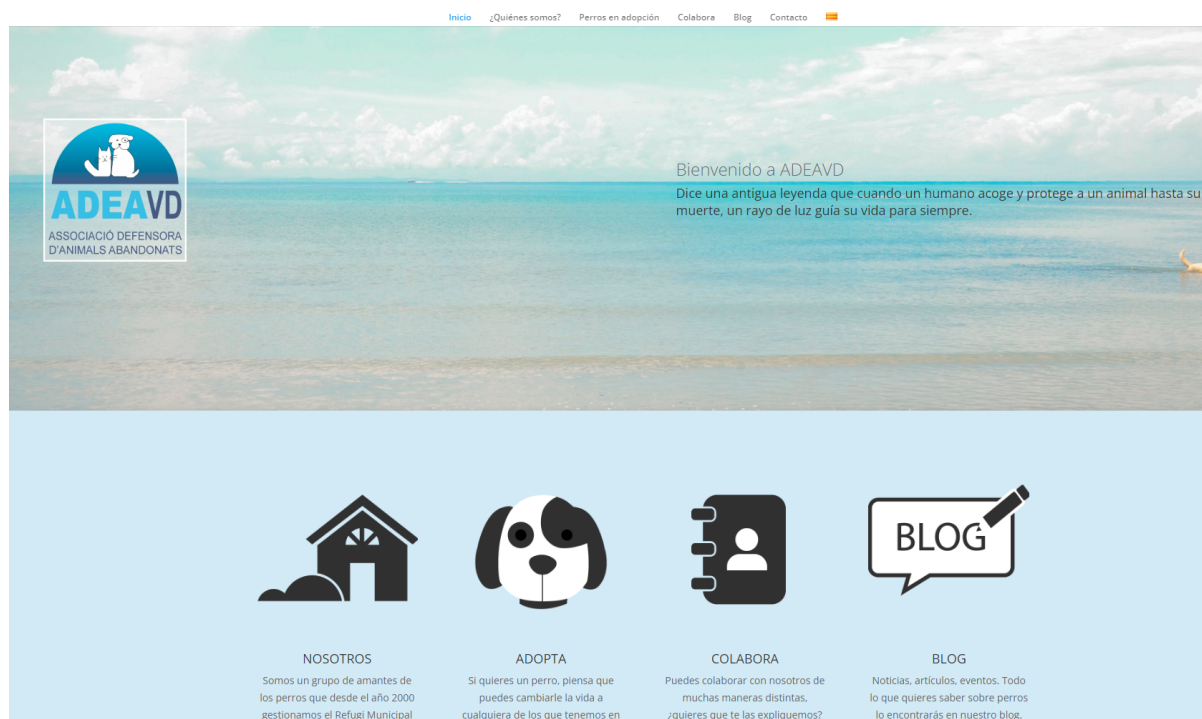 Inicio ¿Quiénes somos? Perros en adopción Colabora Blog Contacto
ADEAVD
ASSOCIACIÓ DEFENSORA
D'ANIMALS ABANDONATS
Bienvenido a ADEAVD
Dice una antigua leyenda que cuando un humano acoge y protege a un animal hasta su
muerte, un rayo de luz guía su vida para siempre.
BLOG
NOSOTROS
Somos un grupo de amantes de
los perros que desde el año 2000
gestionamos el Refugi Municipal
ADOPTA
Si quieres un perro, piensa que
puedes cambiarle la vida a
cualquiera de los que tenemos en
COLABORA
Puedes colaborar con nosotros de
muchas maneras distintas,
¿quieres que te las expliquemos?
BLOG
Noticias, artículos, eventos. Todo
lo que quieres saber sobre perros
lo encontrarás en nuestro blog.